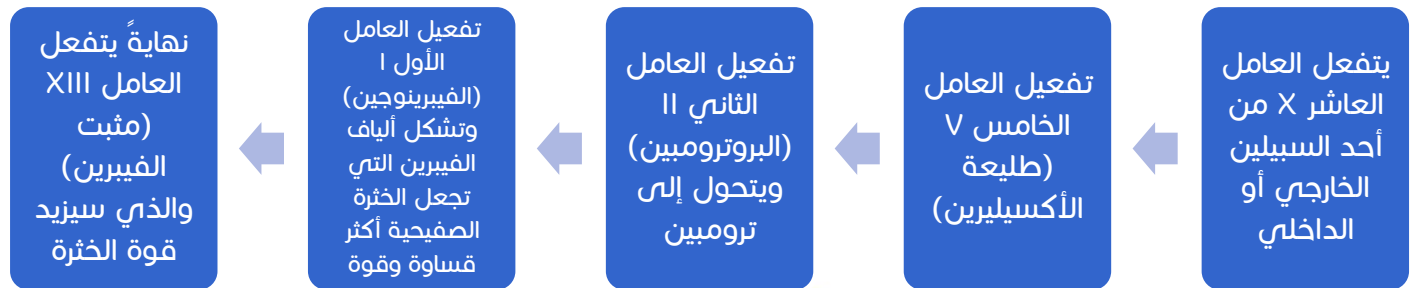 يتفعل العامل
العاشر X من
أحد السبيلين
الخارجي أو
الداخلي
تفعيل العامل
الخامس V
(طليعة
الأكسيليرين)
تفعيل العامل
الثاني II
(البروترومبين)
ويتحول إلى
ترومبين
تفعيل العامل
الأول I
(الفيبرينوجين)
وتشكل ألياف
الفيبرين التي
تجعل الخثرة
الصفيحية أكثر
قساوة وقوة
نهايةً يتفعل
العامل XIII
(مثبت
الفيبرين)
والذي سيزيد
قوة الخثرة